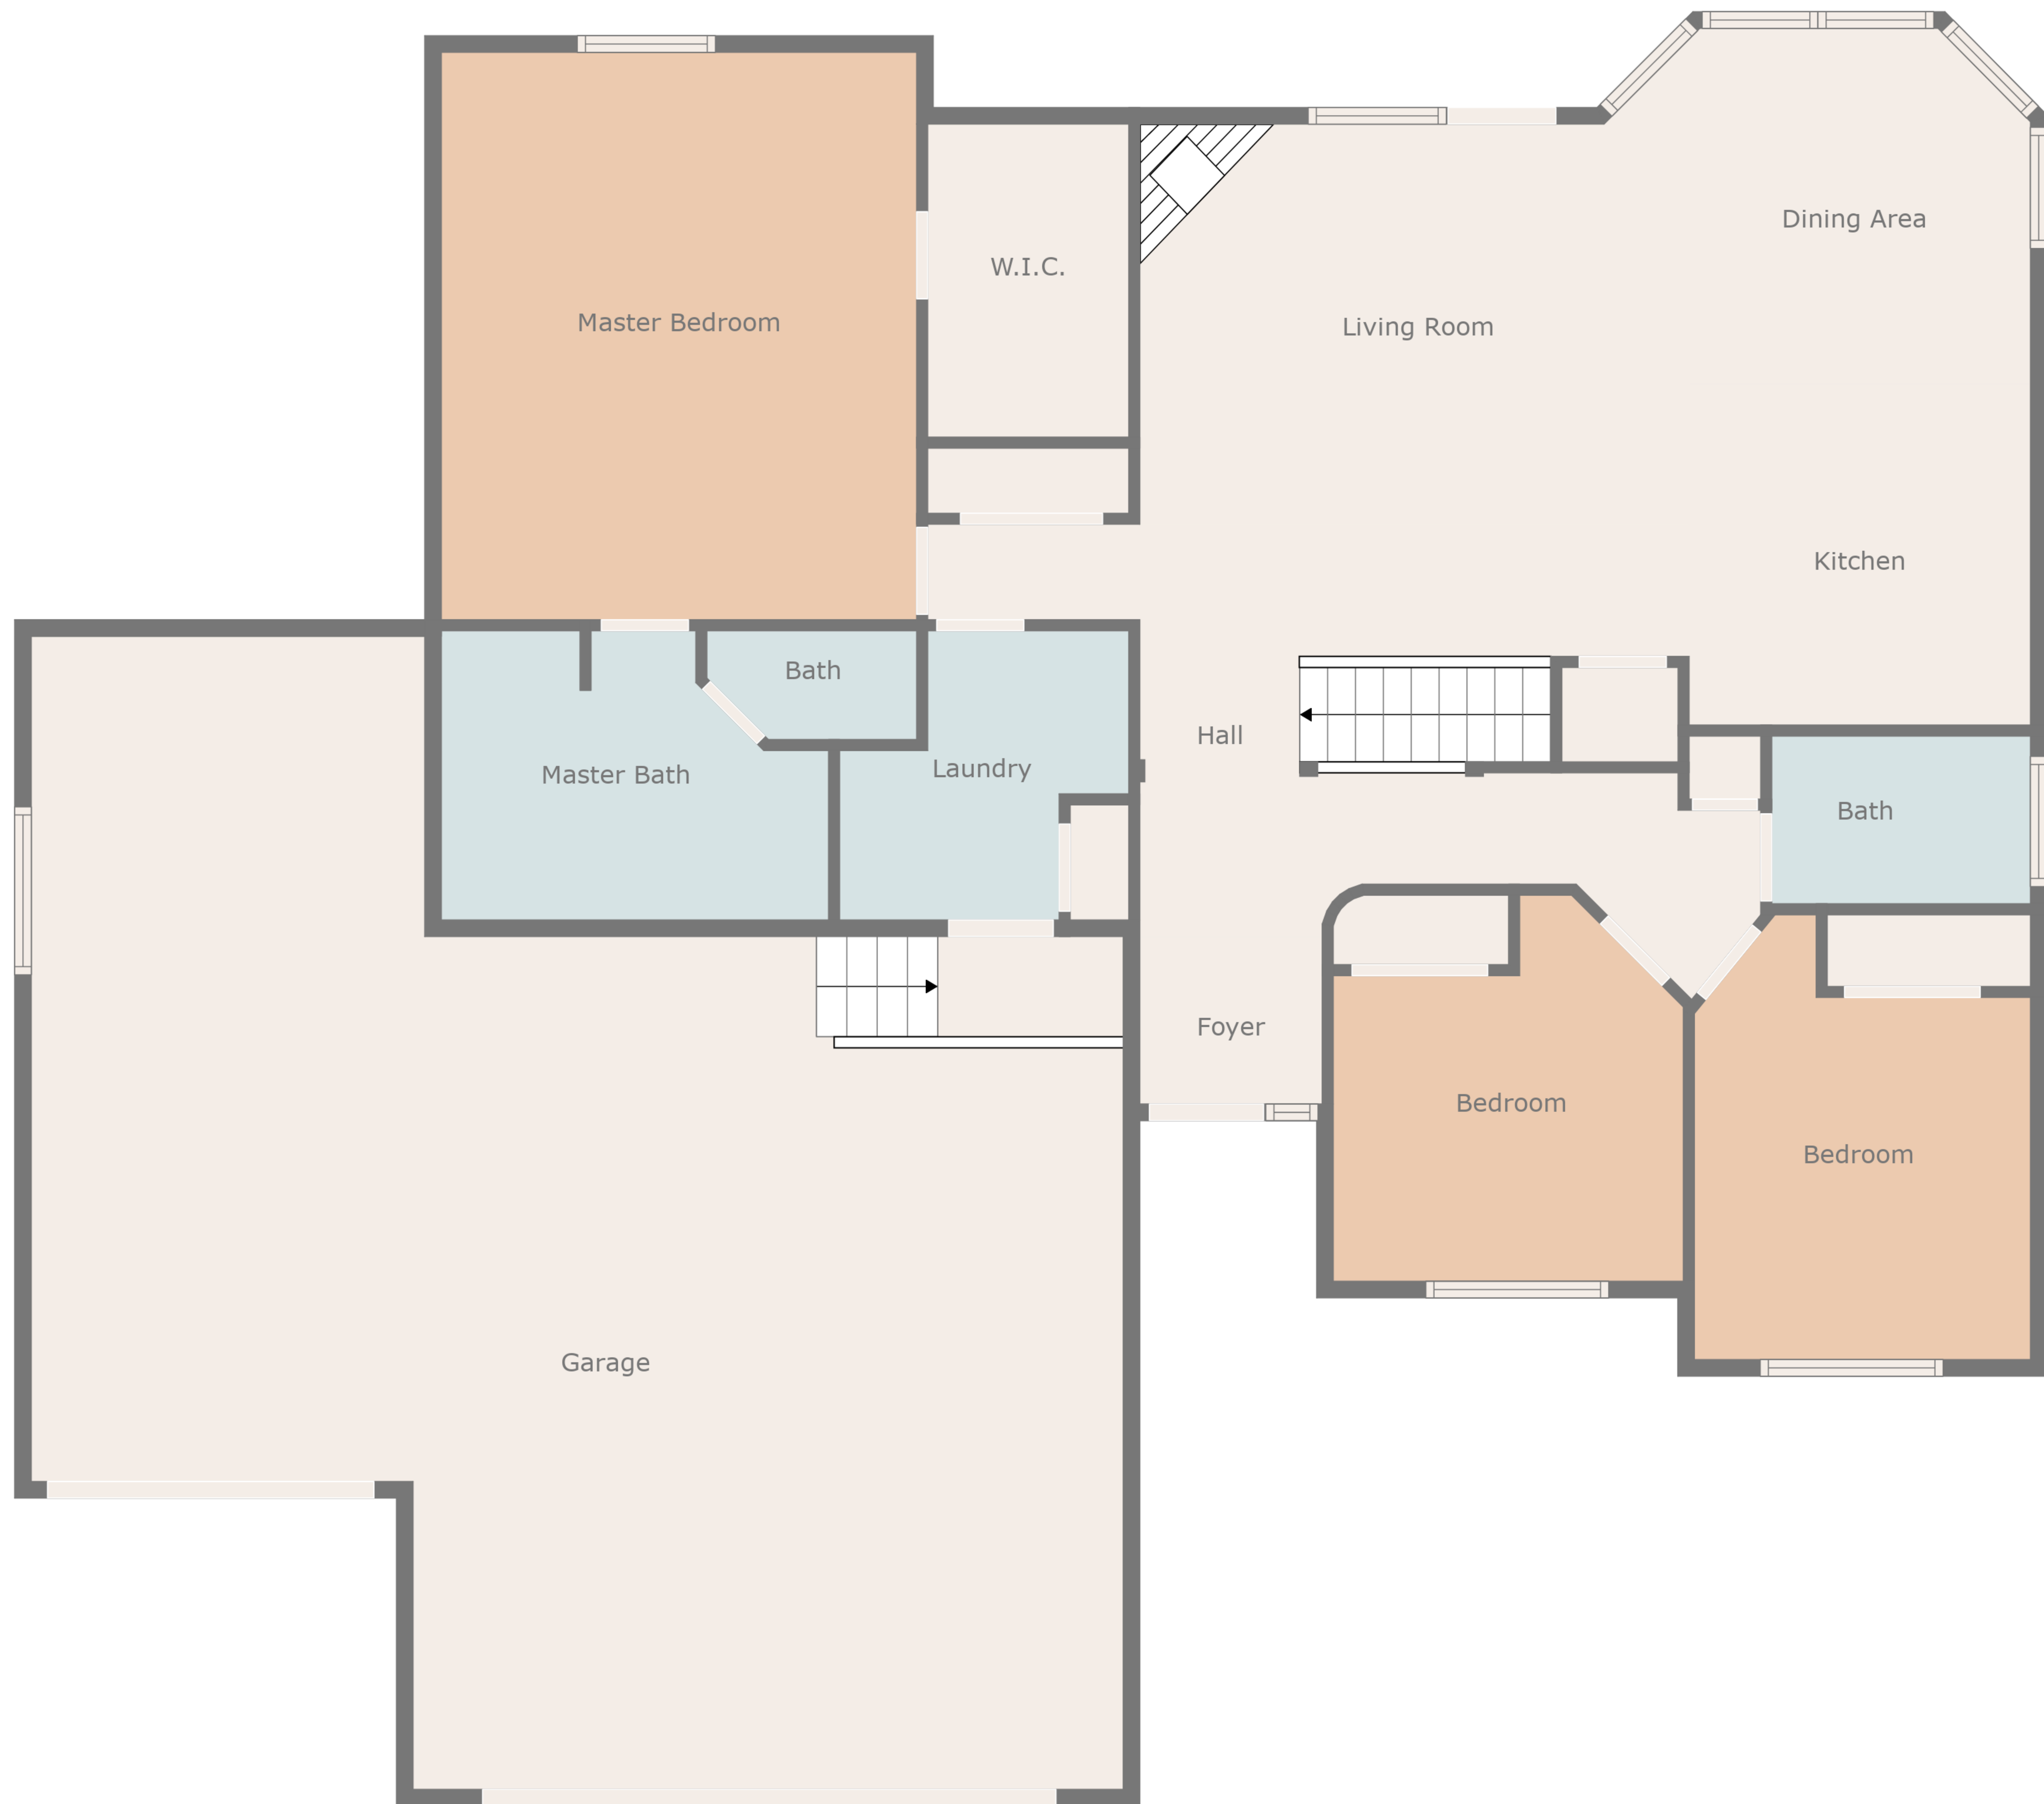 Dining Area
W.I.C.
Master Bedroom
Living Room
Kitchen
Bath
Hall
Master Bath
Laundry
Bath
Foyer
Bedroom
Bedroom
Garage